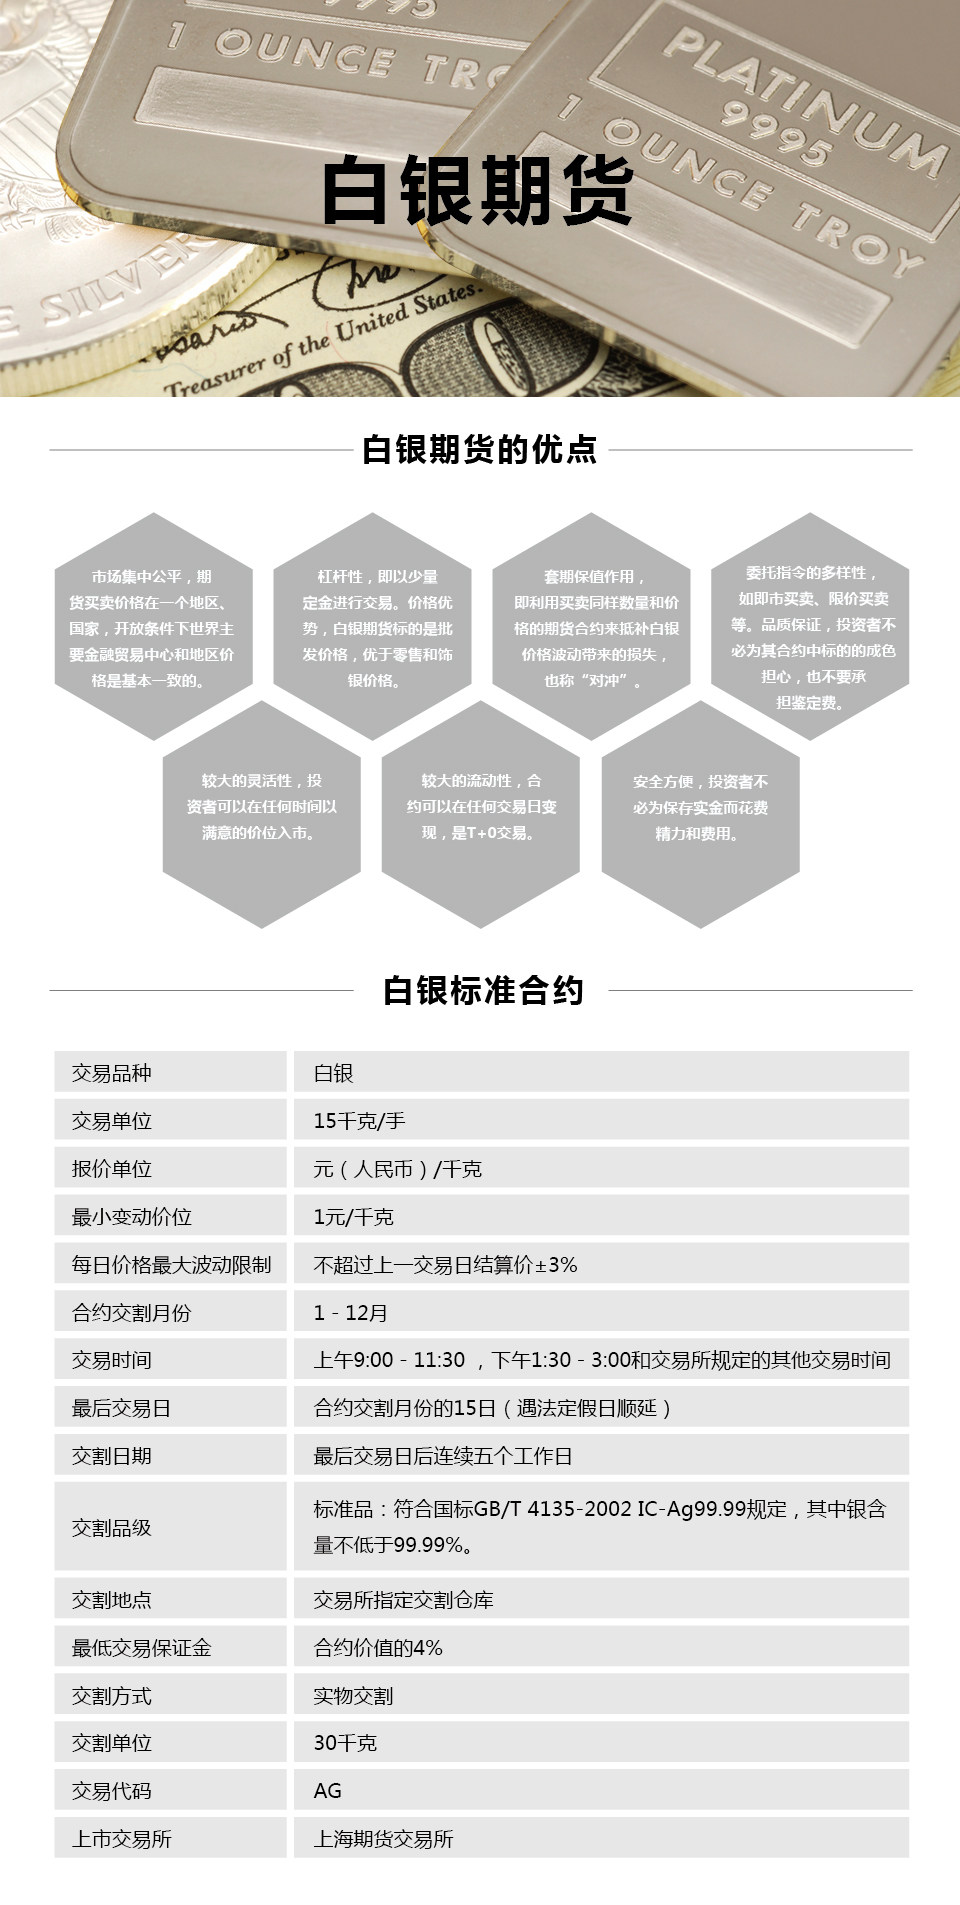 9995
1 OUNCE TRO
PLATINUM
9995
1 OUNCE TROY
白银期货
E SILVER
Treasurer of the United States.
白银期货的优点
市场集中公平，期
货买卖价格在一个地区、
国家，开放条件下世界主
要金融贸易中心和地区价
格是基本一致的。
杠杆性，即以少量
定金进行交易。价格优
势，白银期货标的是批
发价格，优于零售和饰
银价格。
套期保值作用，
即利用买卖同样数量和价
格的期货合约来抵补白银
价格波动带来的损失，
也称“对冲”。
委托指令的多样性，
如即市买卖、限价买卖
等。品质保证，投资者不
必为其合约中标的的成色
担心，也不要承
担鉴定费。
较大的灵活性，投
资者可以在任何时间以
满意的价位入市。
较大的流动性，合
约可以在任何交易日变
现，是T+0交易。
安全方便，投资者不
必为保存实金而花费
精力和费用。
白银标准合约
交易品种 白银
交易单位 15千克/手
报价单位 元（人民币）/千克
最小变动价位 1元/千克
每日价格最大波动限制 不超过上一交易日结算价±3%
合约交割月份 1 - 12月
交易时间 上午9:00 - 11:30 ，下午1:30 - 3:00和交易所规定的其他交易时间
最后交易日 合约交割月份的15日（遇法定假日顺延）
交割日期 最后交易日后连续五个工作日
交割品级 标准品：符合国标GB/T 4135-2002 IC-Ag99.99规定，其中银含
量不低于99.99%。
交割地点 交易所指定交割仓库
最低交易保证金 合约价值的4%
交割方式 实物交割
交割单位 30千克
交易代码 AG
上市交易所 上海期货交易所